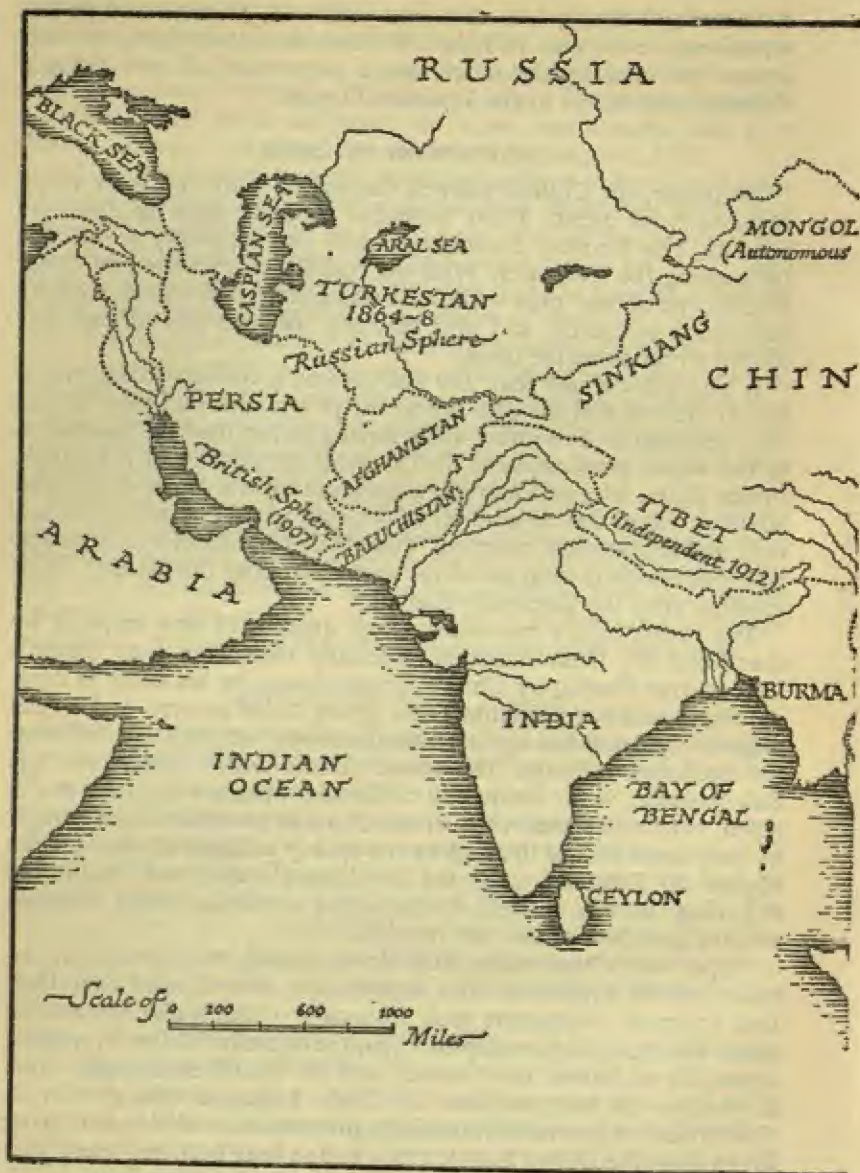 RUSSIA
BLACK SEA
CASPIAN SEA
ARAL SEA
MONGOL
(Autonomous
TURKESTAN
1864-8
Russian Sphere
SINKIANG
CHIN
PERSIA
AFGHANISTAN
British Sphere
(1907)
BALUCHISTAN
TIBET
(Independent 1912)
ARABIA
BURMA
INDIA
INDIAN
OCEAN
BAY OF
BENGAL
CEYLON
Scale of 0 200 600 1000
Miles